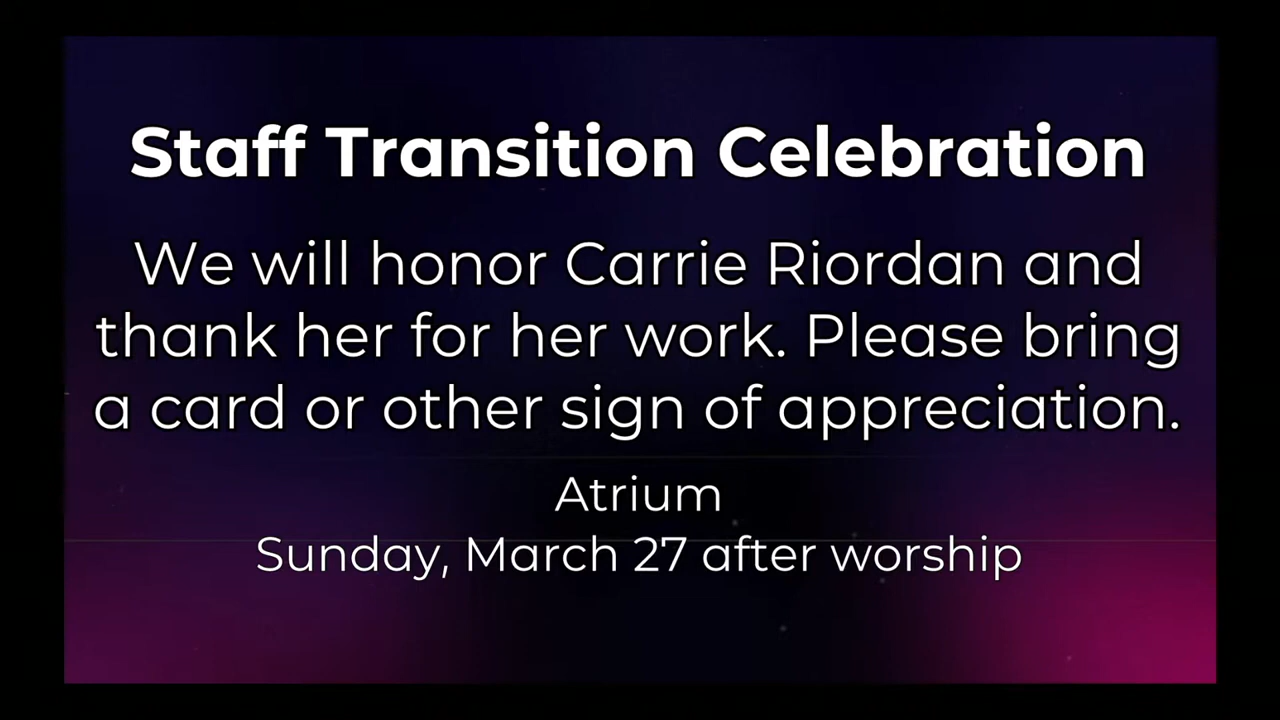 Staff Transition Celebration
We will honor Carrie Riordan and
thank her for her work. Please bring
a card or other sign of appreciation.
Atrium
Sunday, March 27 after worship